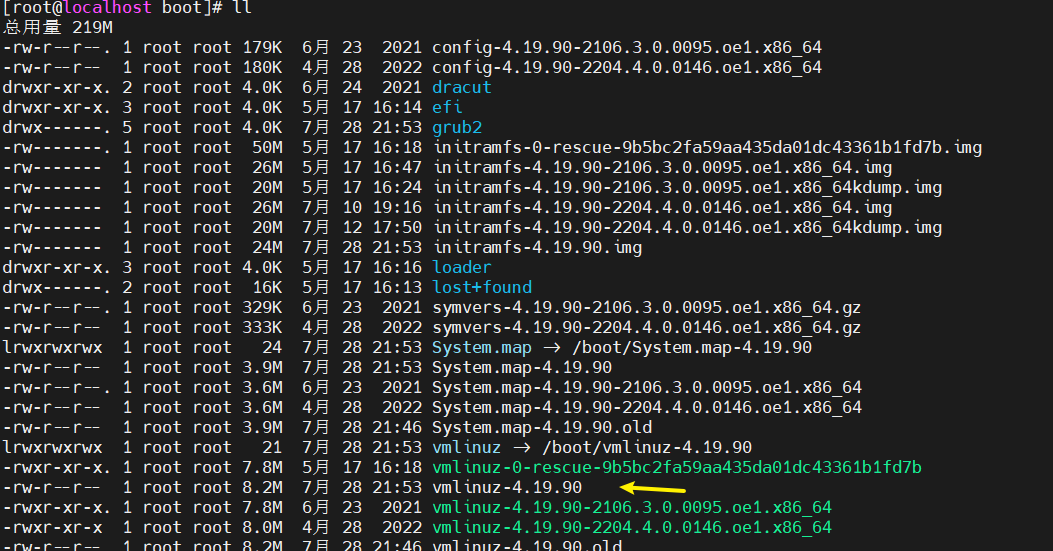 [root@localhost boot]# ll
总用量 219M
-rw-r--r--. 1 root root 179K 6月 23 2021 config-4.19.90-2106.3.0.0095.oe1.x86_64
-rw-r--r-- 1 root root 180K 4月 28 2022 config-4.19.90-2204.4.0.0146.oe1.x86_64
drwxr-xr-x. 2 root root 4.0K 6月 24 2021 dracut
drwxr-xr-x. 3 root root 4.0K 5月 17 16:14 efi
drwx------. 5 root root 4.0K 7月 28 21:53 grub2
-rw-------. 1 root root 50M 5月 17 16:18 initramfs-0-rescue-9b5bc2fa59aa435da01dc43361b1fd7b.img
-rw------- 1 root root 26M 5月 17 16:47 initramfs-4.19.90-2106.3.0.0095.oe1.x86_64.img
-rw------- 1 root root 20M 5月 17 16:24 initramfs-4.19.90-2106.3.0.0095.oe1.x86_64kdump.img
-rw------- 1 root root 26M 7月 10 19:16 initramfs-4.19.90-2204.4.0.0146.oe1.x86_64.img
-rw------- 1 root root 20M 7月 12 17:50 initramfs-4.19.90-2204.4.0.0146.oe1.x86_64kdump.img
-rw------- 1 root root 24M 7月 28 21:53 initramfs-4.19.90.img
drwxr-xr-x. 3 root root 4.0K 5月 17 16:16 loader
drwx------. 2 root root 16K 5月 17 16:13 lost+found
-rw-r--r--. 1 root root 329K 6月 23 2021 symvers-4.19.90-2106.3.0.0095.oe1.x86_64.gz
-rw-r--r-- 1 root root 333K 4月 28 2022 symvers-4.19.90-2204.4.0.0146.oe1.x86_64.gz
lrwxrwxrwx 1 root root 24 7月 28 21:53 System.map -> /boot/System.map-4.19.90
-rw-r--r-- 1 root root 3.9M 7月 28 21:53 System.map-4.19.90
-rw-r--r--. 1 root root 3.6M 6月 23 2021 System.map-4.19.90-2106.3.0.0095.oe1.x86_64
-rw-r--r-- 1 root root 3.6M 4月 28 2022 System.map-4.19.90-2204.4.0.0146.oe1.x86_64
-rw-r--r-- 1 root root 3.9M 7月 28 21:46 System.map-4.19.90.old
lrwxrwxrwx 1 root root 21 7月 28 21:53 vmlinuz -> /boot/vmlinuz-4.19.90
-rwxr-xr-x. 1 root root 7.8M 5月 17 16:18 vmlinuz-0-rescue-9b5bc2fa59aa435da01dc43361b1fd7b
-rw-r--r-- 1 root root 8.2M 7月 28 21:53 vmlinuz-4.19.90
-rwxr-xr-x. 1 root root 7.8M 6月 23 2021 vmlinuz-4.19.90-2106.3.0.0095.oe1.x86_64
-rwxr-xr-x 1 root root 8.0M 4月 28 2022 vmlinuz-4.19.90-2204.4.0.0146.oe1.x86_64
-rw-r--r-- 1 root root 8.2M 7月 28 21:46 vmlinuz-4.19.90.old